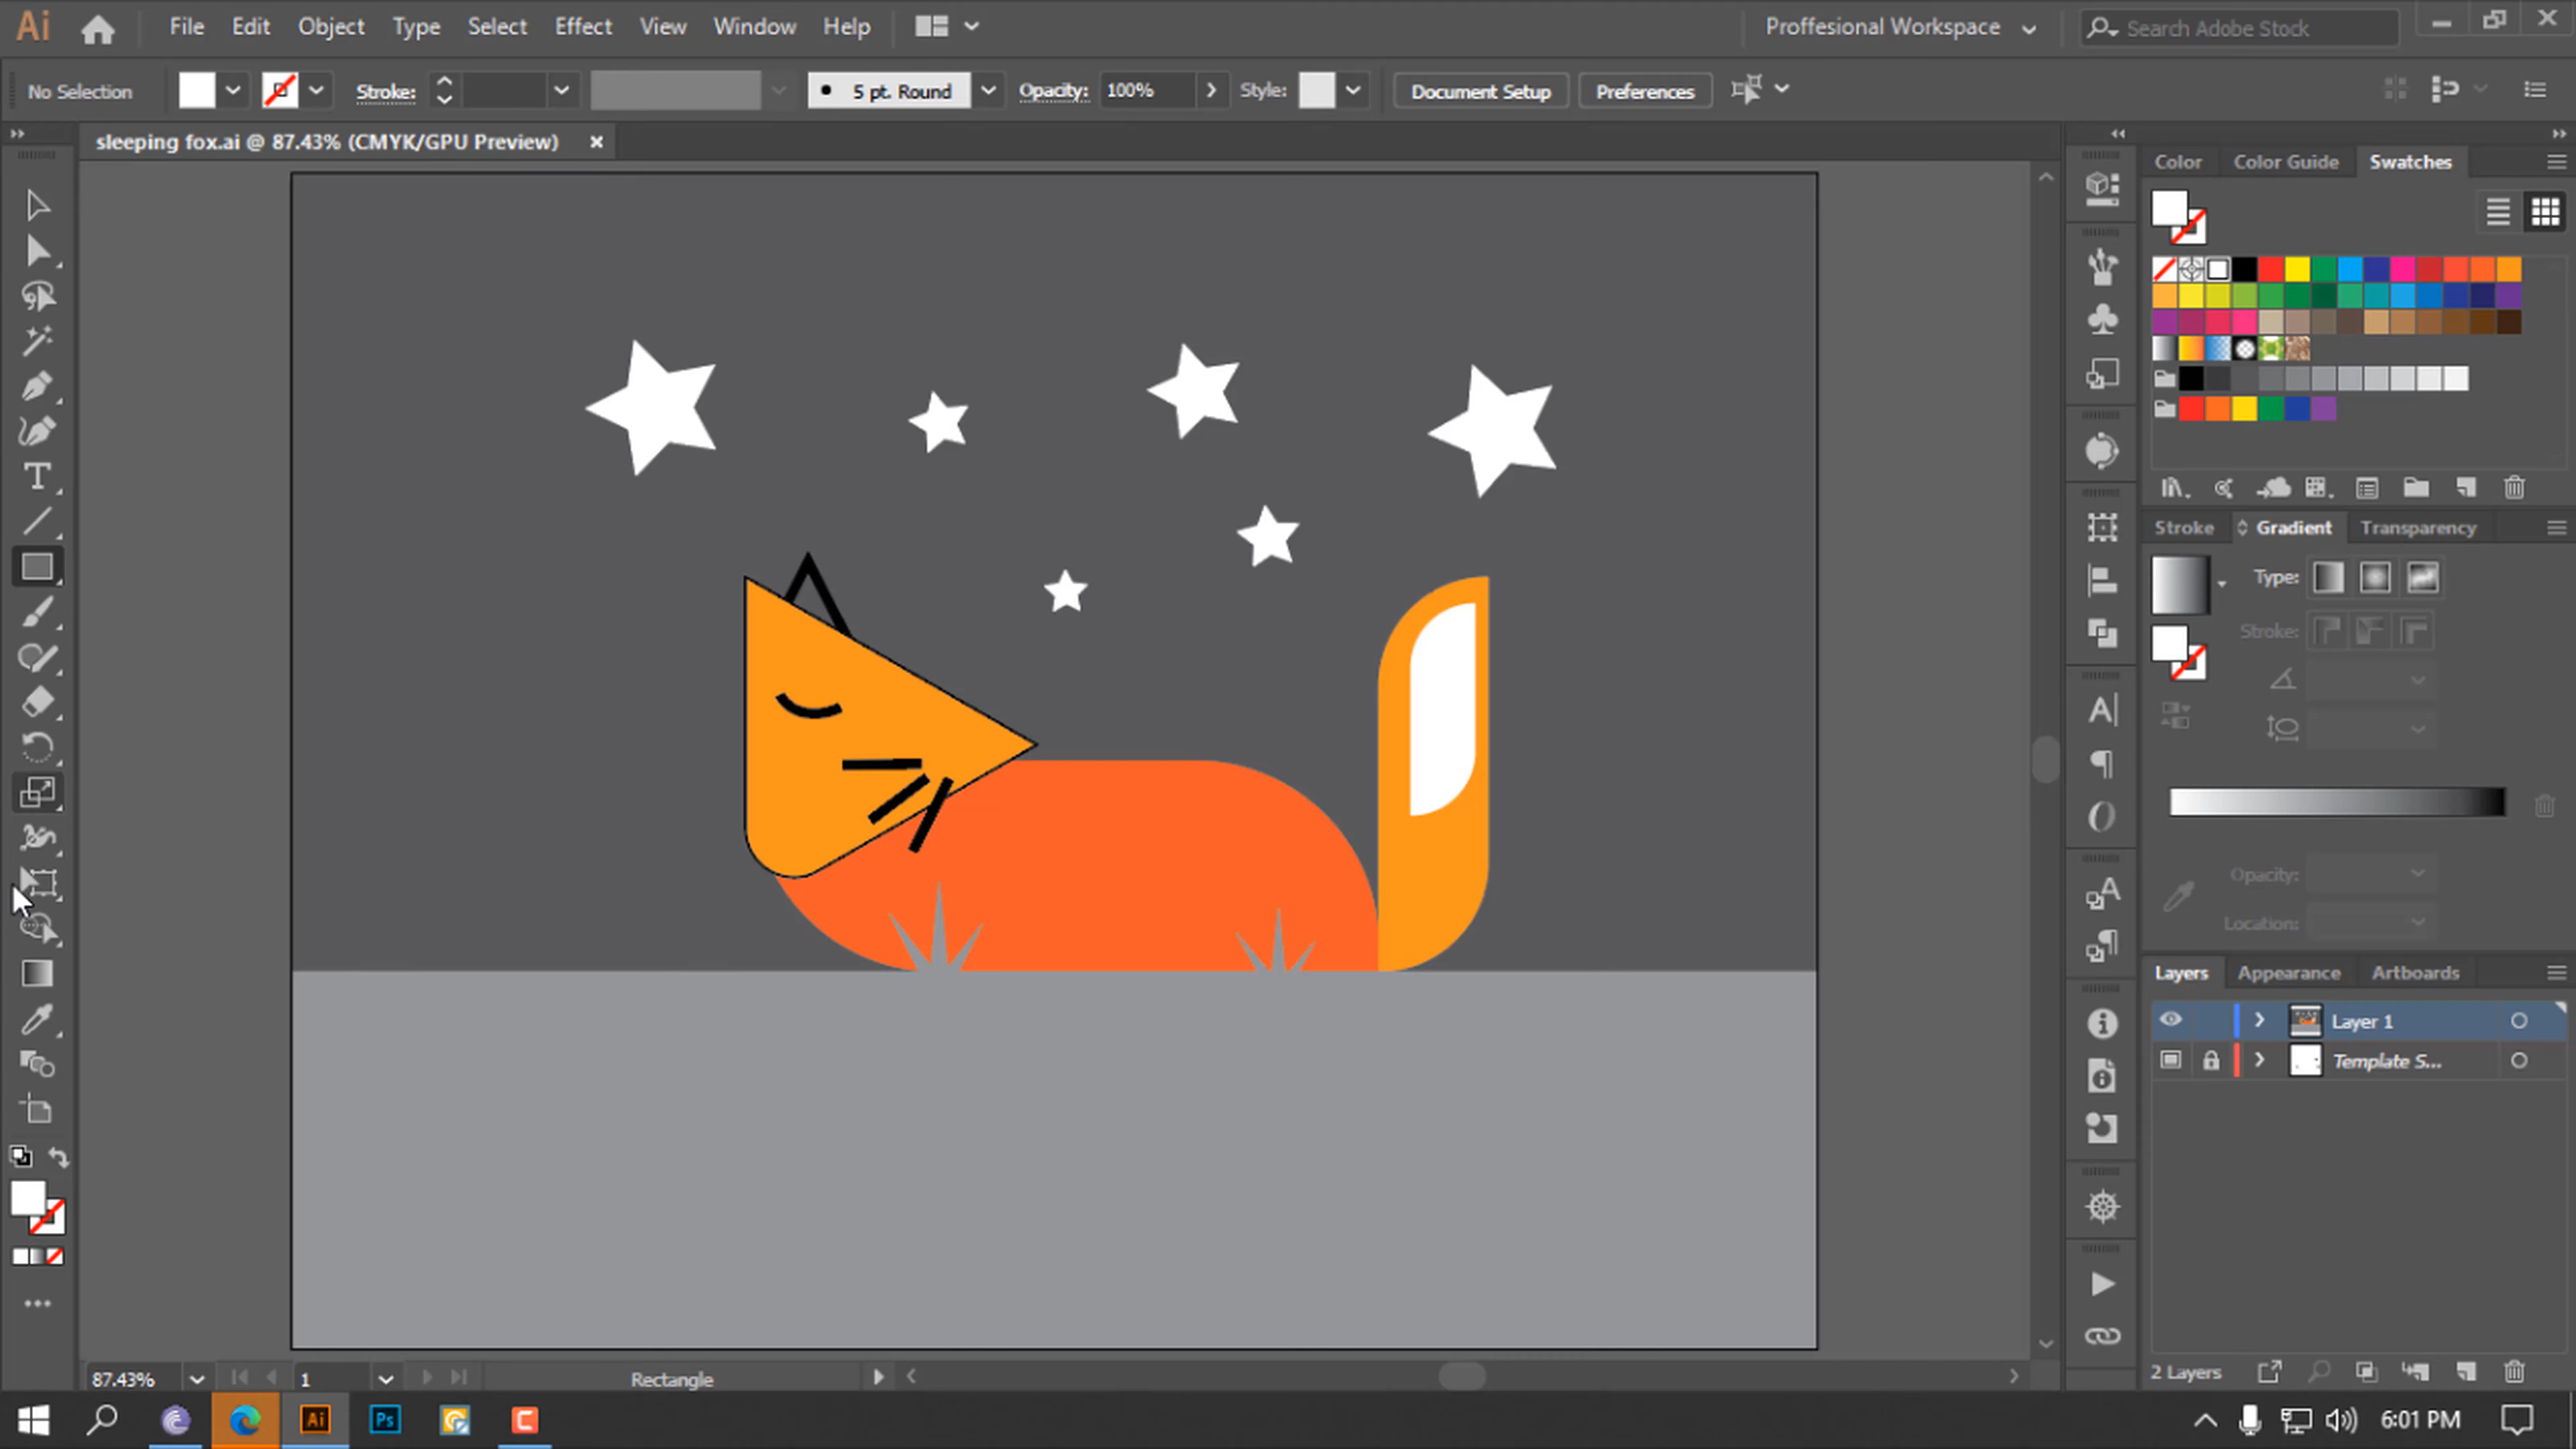 Ai File Edit Object Type Select Effect View Window Help Proffesional Workspace Search Adobe Stock
No Selection Stroke: 5 pt. Round Opacity: 100% Style: Document Setup Preferences
sleeping fox.ai @ 87.43% (CMYK/GPU Preview)
Color Color Guide Swatches
Stroke Gradient Transparency
Type:
Stroke:
Opacity:
Location:
Layers Appearance Artboards
Layer 1
Template S...
87.43% 1 Rectangle 2 Layers
Ai Ps C 6:01 PM